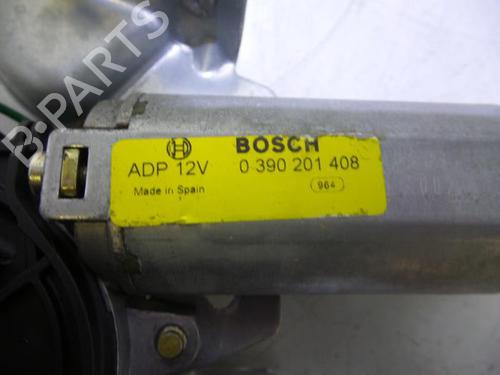 B-PARTS
BOSCH
ADP 12V 0 390 201 408
Made in Spain 964